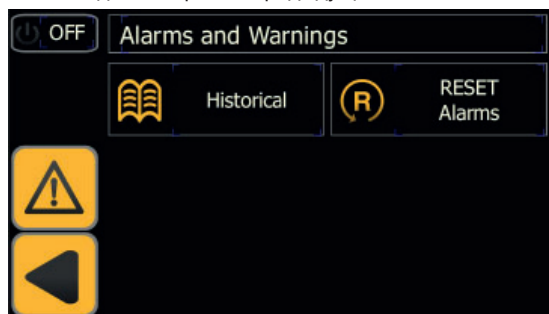 OFF
Alarms and Warnings
Historical
R
RESET
Alarms